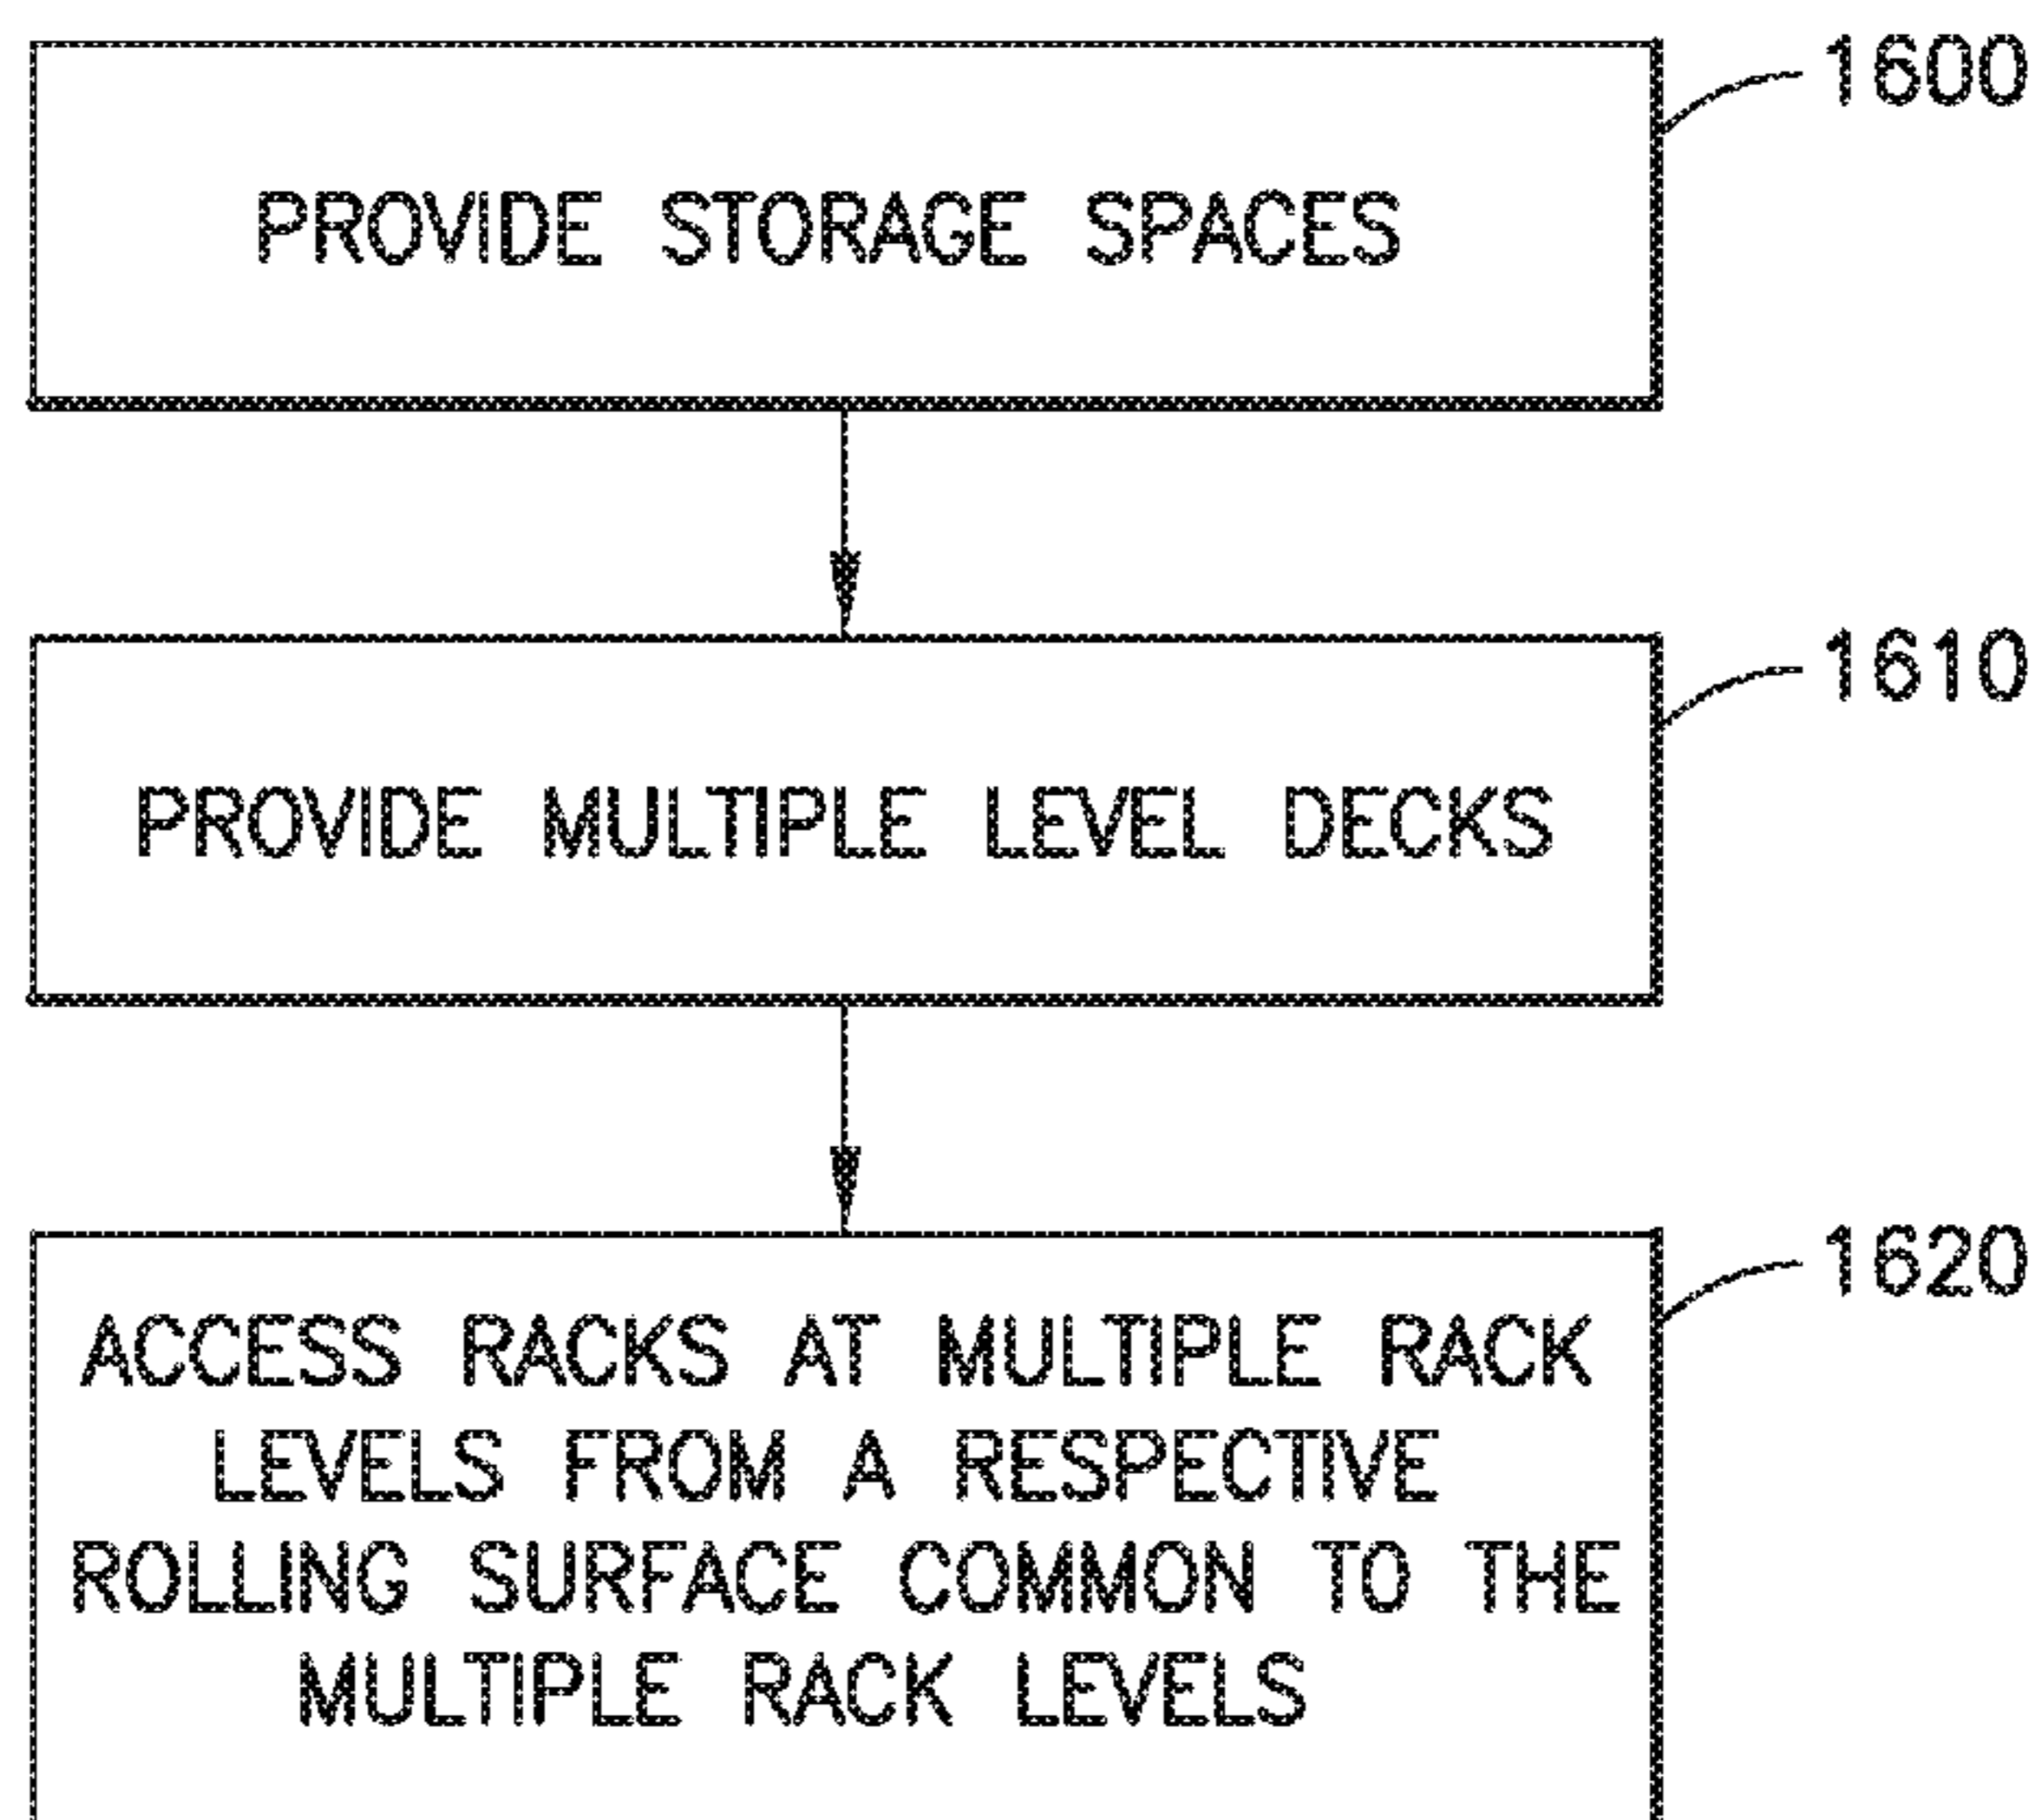 1600
PROVIDE STORAGE SPACES
1610
PROVIDE MULTIPLE LEVEL DECKS
1620
ACCESS RACKS AT MULTIPLE RACK
LEVELS FROM A RESPECTIVE
ROLLING SURFACE COMMON TO THE
MULTIPLE RACK LEVELS